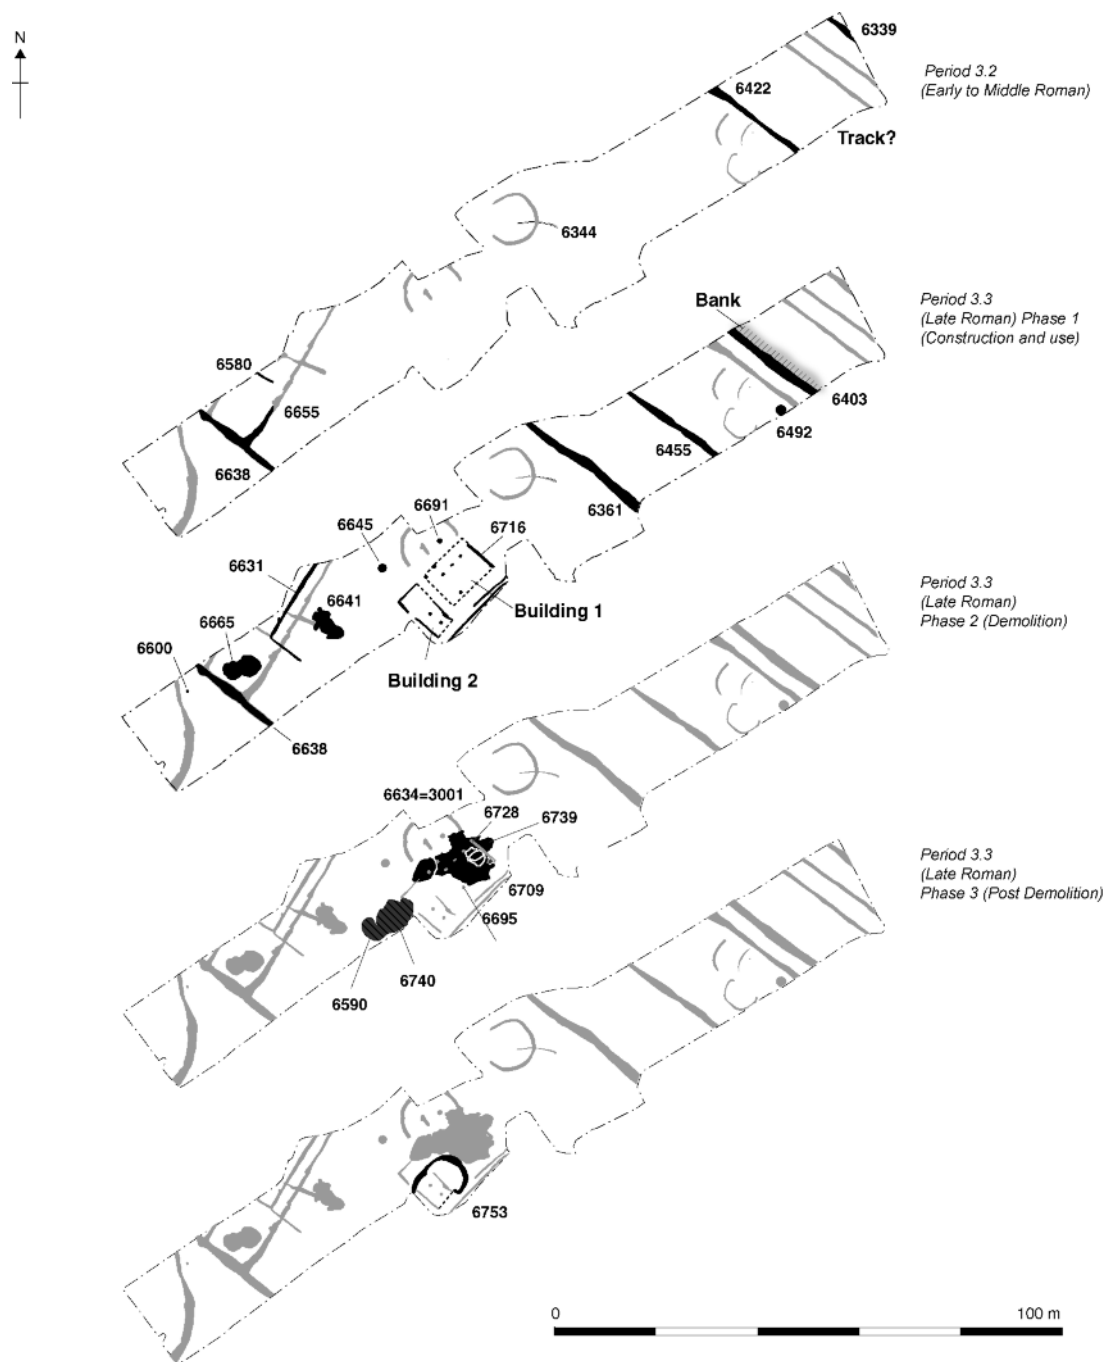 N
6339
Period 3.2
(Early to Middle Roman)
6422
Track?
6344
6580
6655
6638
Period 3.3
(Late Roman) Phase 1
(Construction and use)
Bank
6403
6492
6455
6361
6691
6645
6716
6631
6641
Building 1
6665
6600
Building 2
6638
Period 3.3
(Late Roman)
Phase 2 (Demolition)
6634=3001
6728
6739
6709
6695
6740
6590
Period 3.3
(Late Roman)
Phase 3 (Post Demolition)
6753
0
100 m